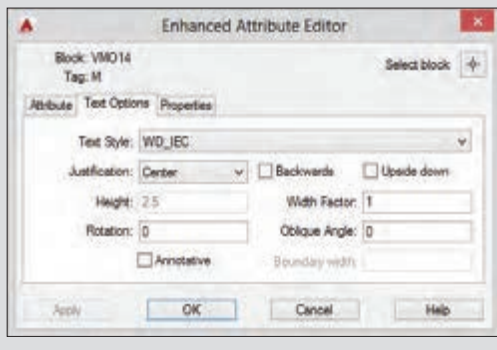 Enhanced Attribute Editor
Block: VMO14
Tag: M
Select block
Attribute Text Options Properties
Text Style: WD_IEC
Justification: Center Backwards Upside down
Height: 2.5 Width Factor: 1
Rotation: 0 Oblique Angle: 0
Annotative Boundary width:
Apply OK Cancel Help